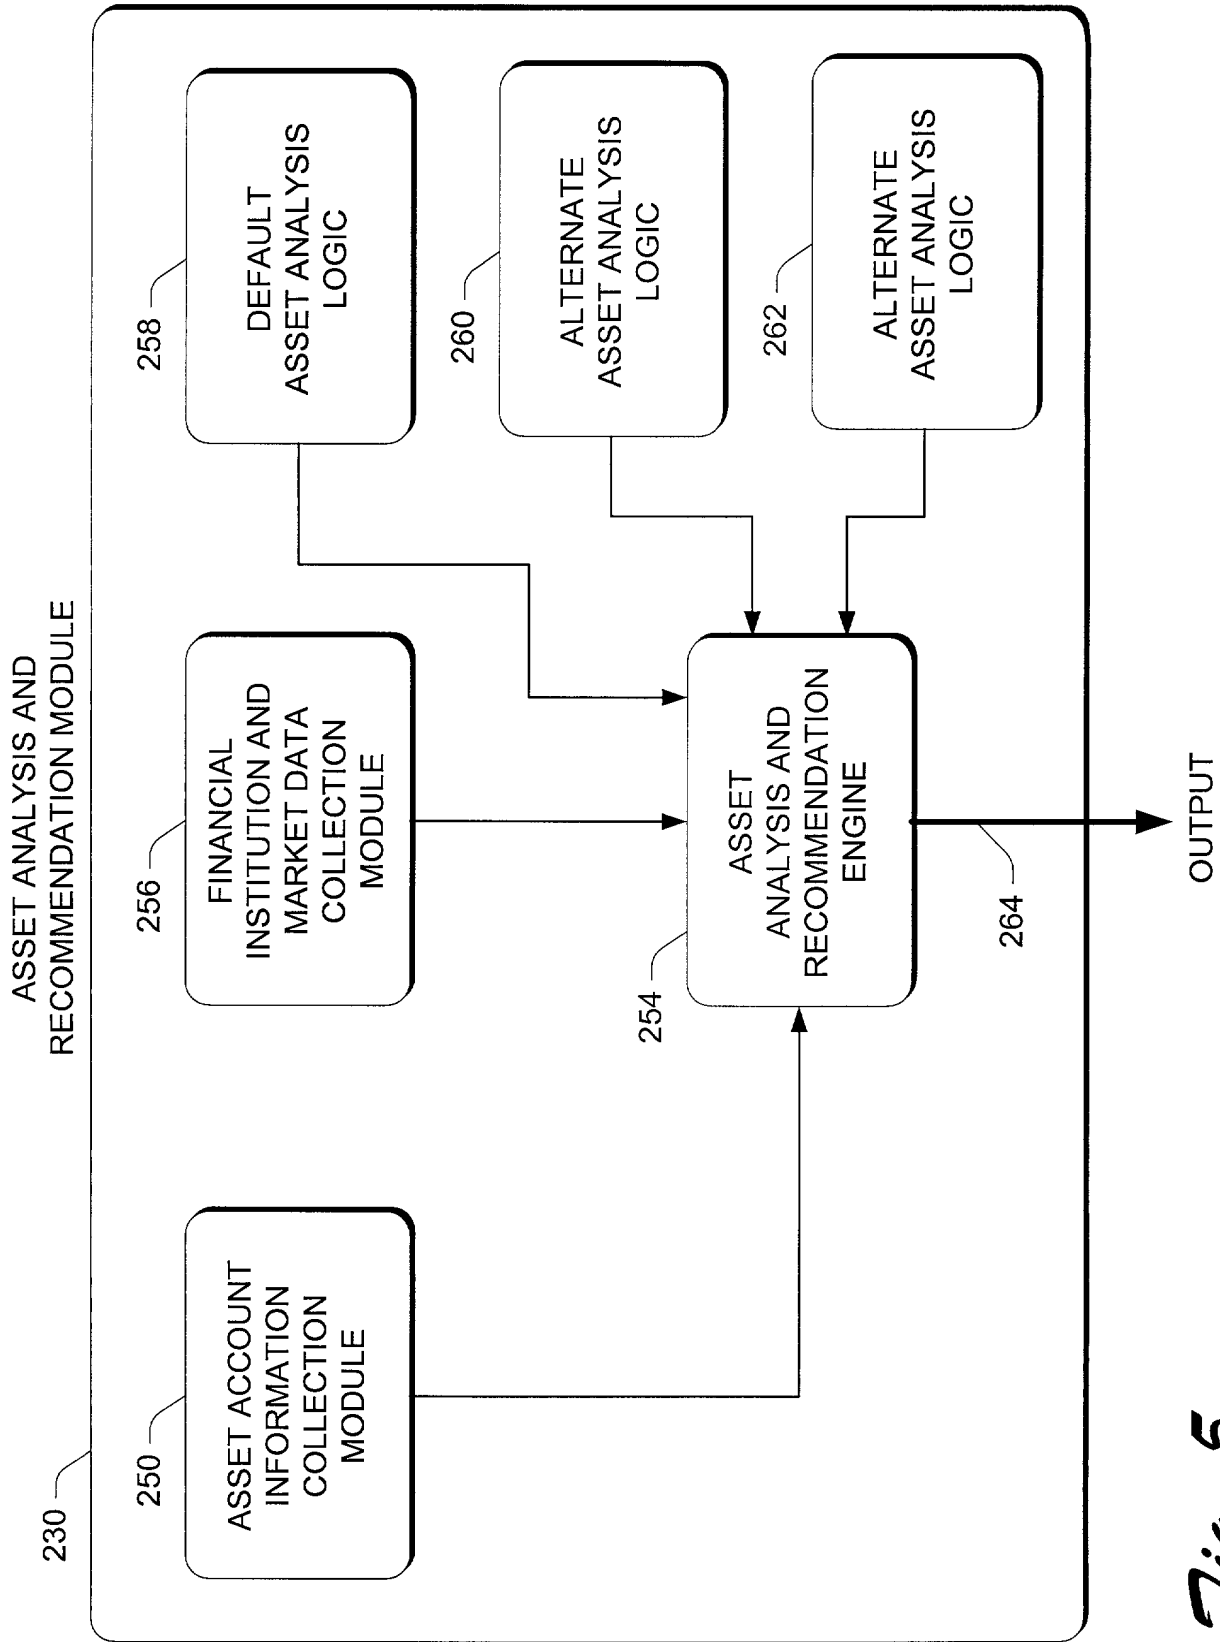 ASSET ANALYSIS AND
RECOMMENDATION MODULE
230
250
ASSET ACCOUNT
INFORMATION
COLLECTION
MODULE
256
FINANCIAL
INSTITUTION AND
MARKET DATA
COLLECTION
MODULE
258
DEFAULT
ASSET ANALYSIS
LOGIC
260
ALTERNATE
ASSET ANALYSIS
LOGIC
262
ALTERNATE
ASSET ANALYSIS
LOGIC
254
ASSET
ANALYSIS AND
RECOMMENDATION
ENGINE
264
OUTPUT
Fig. 5